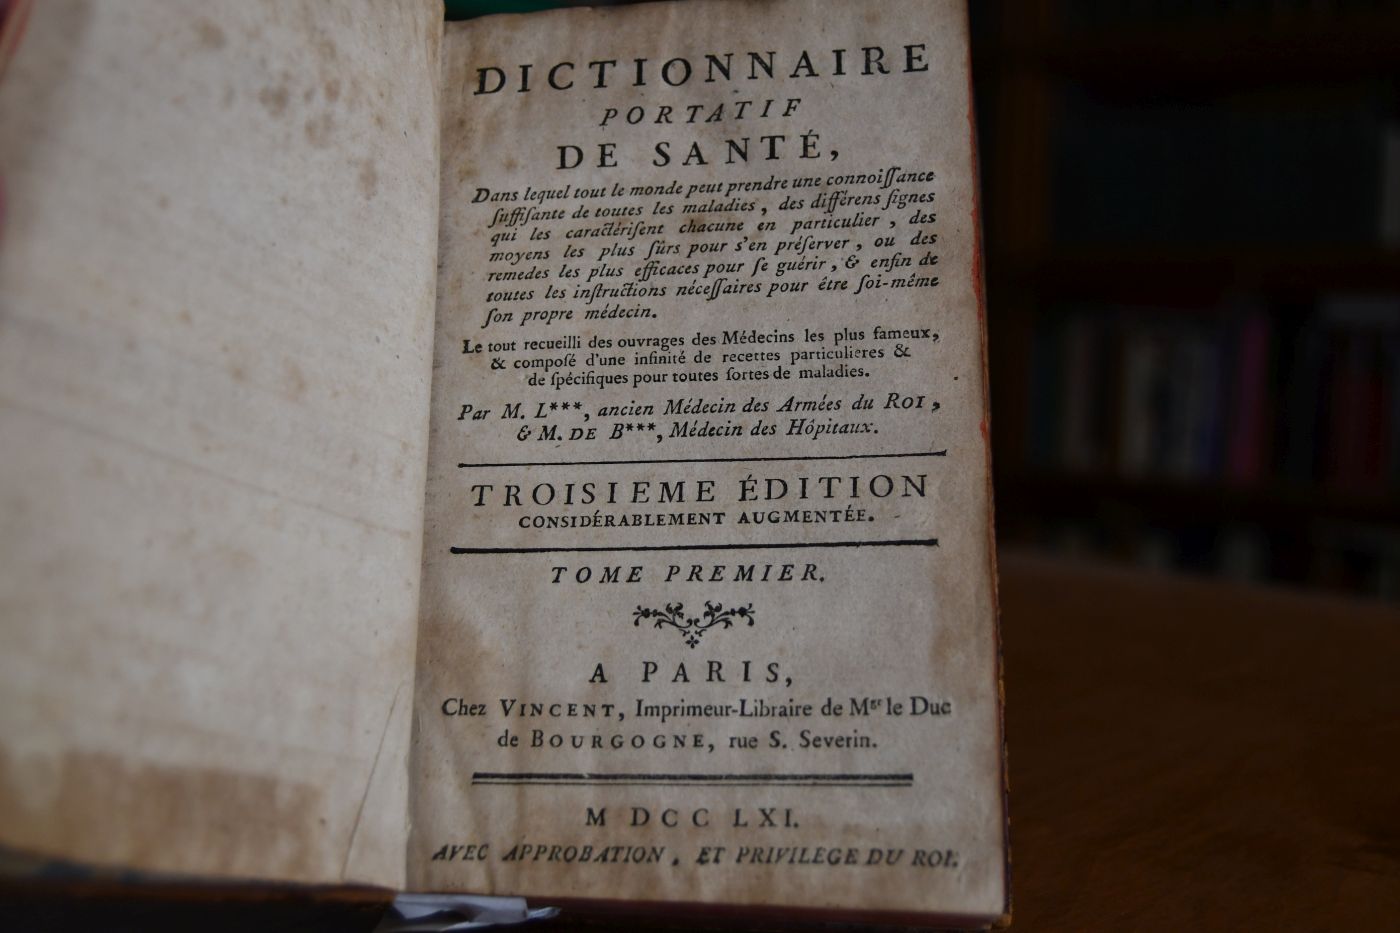 DICTIONNAIRE
PORTATIF
DE SANTÉ,
Dans lequel tout le monde peut prendre une connoiſſance
ſuffiſante de toutes les maladies, des différens ſignes
qui les caractériſent chacune en particulier, des
moyens les plus ſûrs pour s'en préſerver, ou des
remedes les plus efficaces pour ſe guérir, & enfin de
toutes les inſtructions néceſſaires pour être ſoi-même
ſon propre médecin.
Le tout recueilli des ouvrages des Médecins les plus fameux,
& compoſé d'une infinité de recettes particulieres &
de ſpécifiques pour toutes ſortes de maladies.
Par M. L***, ancien Médecin des Armées du ROI,
& M. DE B***, Médecin des Hôpitaux.
TROISIEME ÉDITION
CONSIDÉRABLEMENT AUGMENTÉE.
TOME PREMIER.
A PARIS,
Chez VINCENT, Imprimeur-Libraire de Mgr le Duc
de BOURGOGNE, rue S. Severin.
M DCC LXI.
AVEC APPROBATION, ET PRIVILEGE DU ROI.